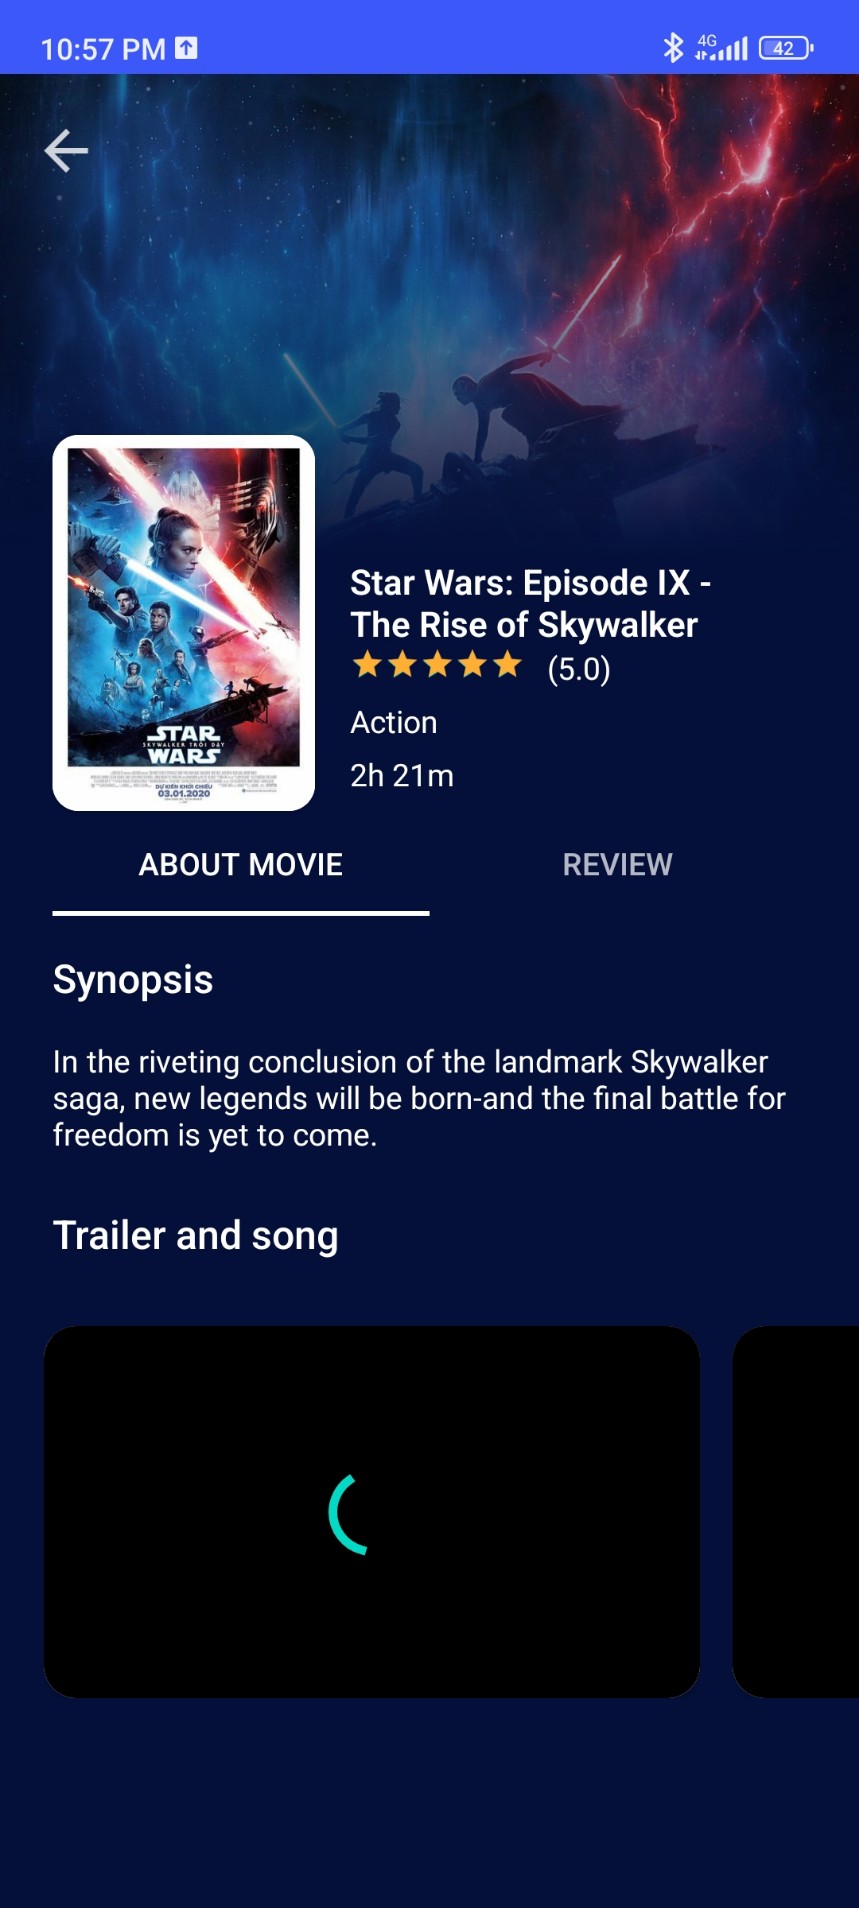 10:57 PM
4G
42
STAR
SKYWALKER TRỖI DẬY
WARS
DỰ KIẾN KHỞI CHIẾU
03.01.2020
Star Wars: Episode IX -
The Rise of Skywalker
(5.0)
Action
2h 21m
ABOUT MOVIE
REVIEW
Synopsis
In the riveting conclusion of the landmark Skywalker
saga, new legends will be born-and the final battle for
freedom is yet to come.
Trailer and song